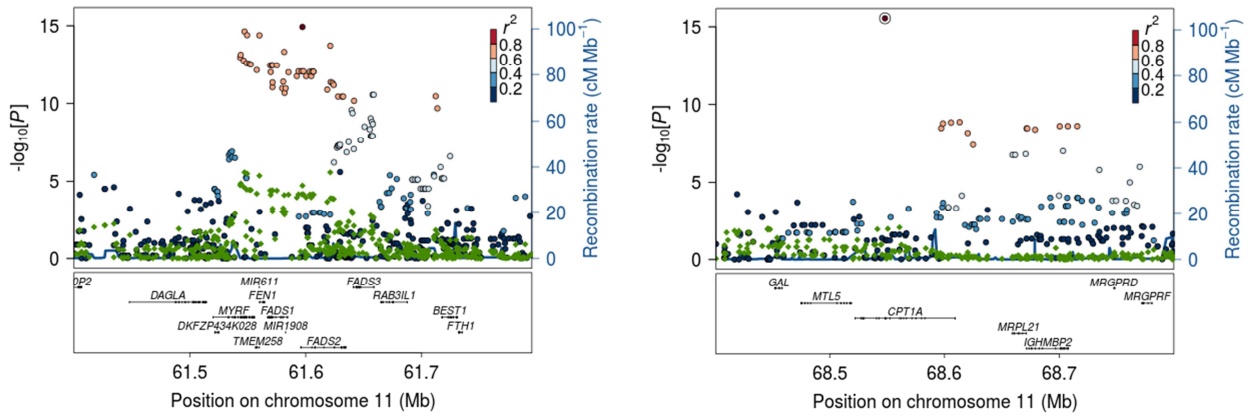 15
10
5
0
-log10[P]
r²
0.8
0.6
0.4
0.2
100
80
60
40
20
0
Recombination rate (cM Mb⁻¹)
MIR611
FADS3
DAGLA
FEN1
RAB3IL1
MYRF
FADS1
BEST1
DKFZP434K028
MIR1908
FTH1
TMEM258
FADS2
61.5
61.6
61.7
Position on chromosome 11 (Mb)
15
10
5
0
-log10[P]
r²
0.8
0.6
0.4
0.2
100
80
60
40
20
0
Recombination rate (cM Mb⁻¹)
GAL
MRGPRD
MTL5
MRGPRF
CPT1A
MRPL21
IGHMBP2
68.5
68.6
68.7
Position on chromosome 11 (Mb)